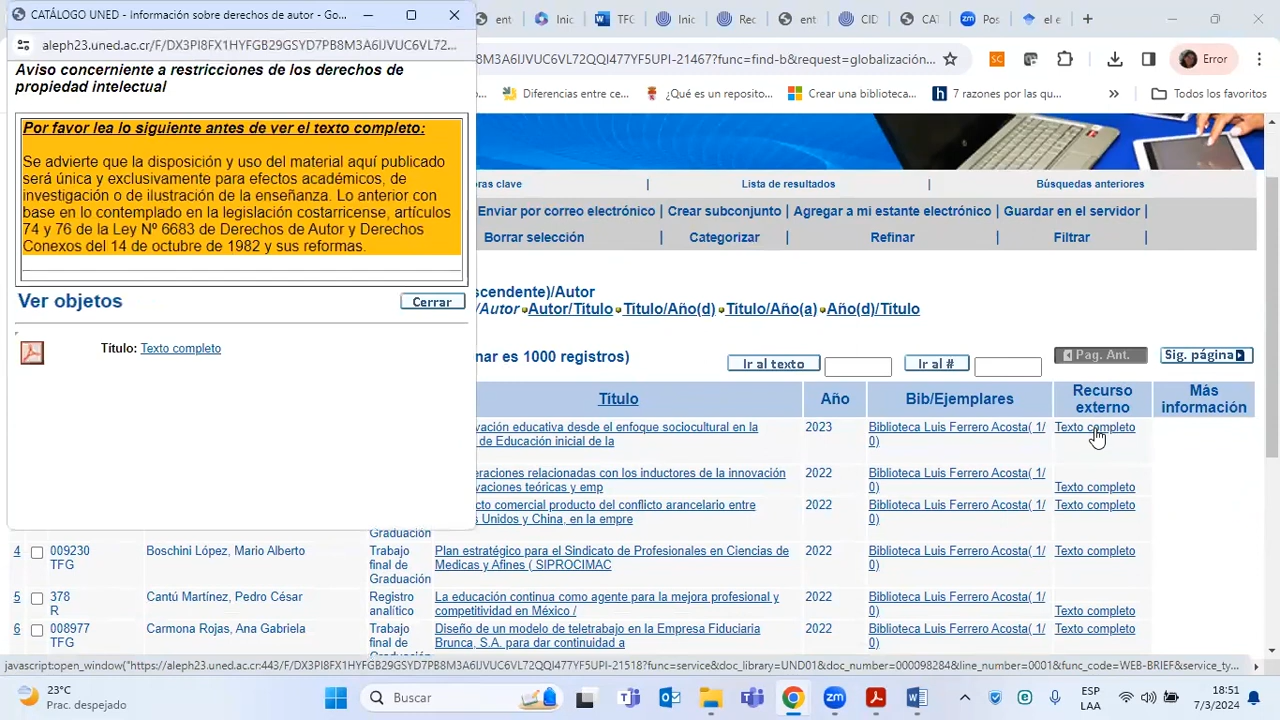 CATÁLOGO UNED - Información sobre derechos de autor - Go...
aleph23.uned.ac.cr/F/DX3PI8FX1HYFGB29GSYD7PB8M3A6IJVUC6VL72...
Aviso concerniente a restricciones de los derechos de
propiedad intelectual
Por favor lea lo siguiente antes de ver el texto completo:
Se advierte que la disposición y uso del material aquí publicado
será única y exclusivamente para efectos académicos, de
investigación o de ilustración de la enseñanza. Lo anterior con
base en lo contemplado en la legislación costarricense, artículos
74 y 76 de la Ley Nº 6683 de Derechos de Autor y Derechos
Conexos del 14 de octubre de 1982 y sus reformas.
Ver objetos
Cerrar
Título: Texto completo
ent
Inic
TFC
Inic
Rec
ent
CID
CAT
Pos
el e
M3A6IJVUC6VL72QQI477YF5UPI-21467?func=find-b&request=globalización...
SC
Error
Diferencias entre ce...
¿Qué es un reposito...
Crear una biblioteca...
7 razones por las qu...
Todos los favoritos
ras clave | Lista de resultados | Búsquedas anteriores
Enviar por correo electrónico | Crear subconjunto | Agregar a mi estante electrónico | Guardar en el servidor |
Borrar selección | Categorizar | Refinar | Filtrar |
scendente)/Autor
/Autor Autor/Título Título/Año(d) Título/Año(a) Año(d)/Título
nar es 1000 registros)
Ir al texto
Ir al #
Pag. Ant.
Sig. página
Título Año Bib/Ejemplares Recurso externo Más información
vación educativa desde el enfoque sociocultural en la 2023 Biblioteca Luis Ferrero Acosta( 1/ Texto completo
de Educación inicial de la 0)
eraciones relacionadas con los inductores de la innovación 2022 Biblioteca Luis Ferrero Acosta( 1/
vaciones teóricas y emp 0) Texto completo
cto comercial producto del conflicto arancelario entre 2022 Biblioteca Luis Ferrero Acosta( 1/ Texto completo
s Unidos y China, en la empre 0)
Graduación
4 009230 Boschini López, Mario Alberto Trabajo Plan estratégico para el Sindicato de Profesionales en Ciencias de 2022 Biblioteca Luis Ferrero Acosta( 1/ Texto completo
TFG final de Medicas y Afines ( SIPROCIMAC 0)
Graduación
5 378 Cantú Martínez, Pedro César Registro La educación continua como agente para la mejora profesional y 2022 Biblioteca Luis Ferrero Acosta( 1/
R analítico competitividad en México / 0) Texto completo
6 008977 Carmona Rojas, Ana Gabriela Trabajo Diseño de un modelo de teletrabajo en la Empresa Fiduciaria 2022 Biblioteca Luis Ferrero Acosta( 1/ Texto completo
TFG final de Brunca, S.A. para dar continuidad a 0)
javascript:open_window("https://aleph23.uned.ac.cr:443/F/DX3PI8FX1HYFGB29GSYD7PB8M3A6IJVUC6VL72QQI477YF5UPI-21518?func=service&doc_library=UND01&doc_number=000098284&line_number=0001&func_code=WEB-BRIEF&service_ty...
23°C
Prac. despejado
Buscar
ESP
LAA
18:51
7/3/2024